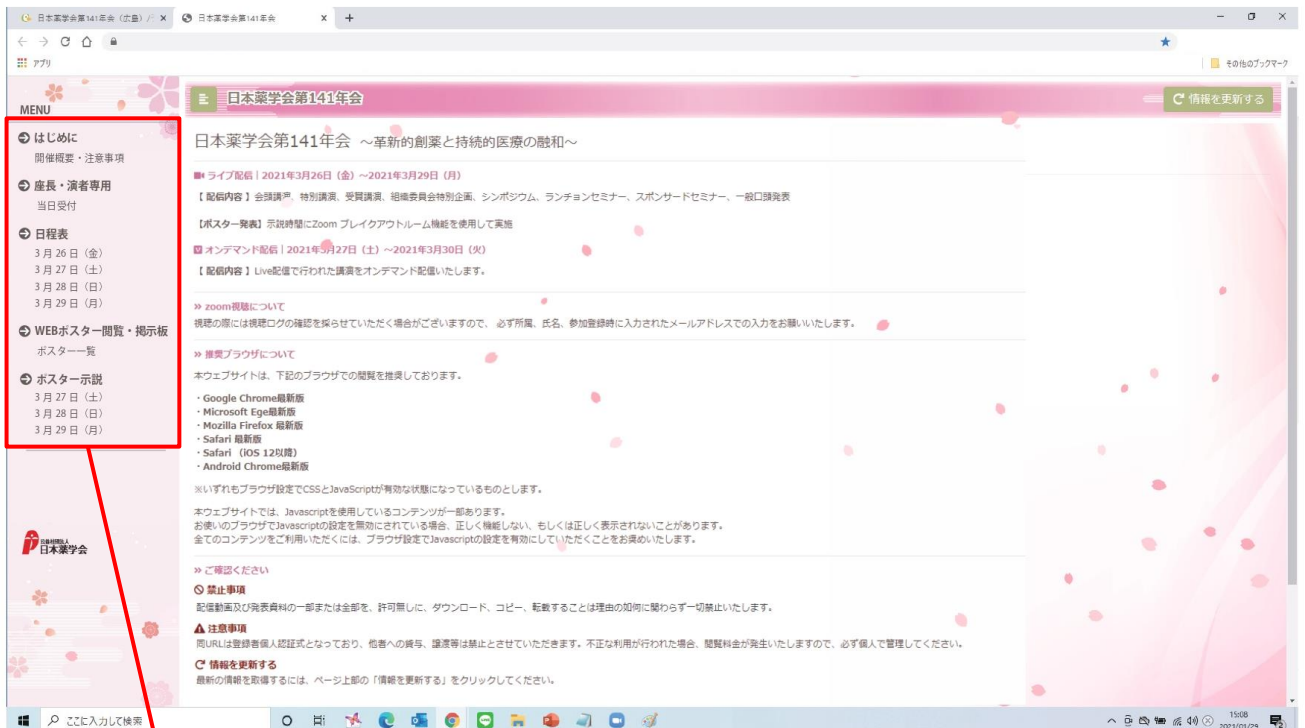 日本薬学会第141年会（広島）/
日本薬学会第141年会
アプリ
その他のブックマーク
MENU
はじめに
開催概要・注意事項
座長・演者専用
当日受付
日程表
3月26日（金）
3月27日（土）
3月28日（日）
3月29日（月）
WEBポスター閲覧・掲示板
ポスター一覧
ポスター示説
3月27日（土）
3月28日（日）
3月29日（月）
公益社団法人
日本薬学会
日本薬学会第141年会
情報を更新する
日本薬学会第141年会 ～革新的創薬と持続的医療の融和～
ライブ配信｜2021年3月26日（金）～2021年3月29日（月）
【 配信内容 】会頭講演、特別講演、受賞講演、組織委員会特別企画、シンポジウム、ランチョンセミナー、スポンサードセミナー、一般口頭発表
【ポスター発表】示説時間にZoom ブレイクアウトルーム機能を使用して実施
オンデマンド配信｜2021年3月27日（土）～2021年3月30日（火）
【 配信内容 】Live配信で行われた講演をオンデマンド配信いたします。
» zoom視聴について
視聴の際には視聴ログの確認を採らせていただく場合がございますので、 必ず所属、氏名、参加登録時に入力されたメールアドレスでの入力をお願いいたします。
» 推奨ブラウザについて
本ウェブサイトは、下記のブラウザでの閲覧を推奨しております。
・Google Chrome最新版
・Microsoft Ege最新版
・Mozilla Firefox 最新版
・Safari 最新版
・Safari （iOS 12以降）
・Android Chrome最新版
※いずれもブラウザ設定でCSSとJavaScriptが有効な状態になっているものとします。
本ウェブサイトでは、Javascriptを使用しているコンテンツが一部あります。
お使いのブラウザでJavascriptの設定を無効にされている場合、正しく機能しない、もしくは正しく表示されないことがあります。
全てのコンテンツをご利用いただくには、ブラウザ設定でJavascriptの設定を有効にしていただくことをお奨めいたします。
» ご確認ください
禁止事項
配信動画及び発表資料の一部または全部を、許可無しに、ダウンロード、コピー、転載することは理由の如何に関わらず一切禁止いたします。
注意事項
同URLは登録者個人認証式となっており、他者への貸与、譲渡等は禁止とさせていただきます。不正な利用が行われた場合、閲覧料金が発生いたしますので、必ず個人で管理してください。
情報を更新する
最新の情報を取得するには、ページ上部の「情報を更新する」をクリックしてください。
ここに入力して検索
15:08
2021/01/29